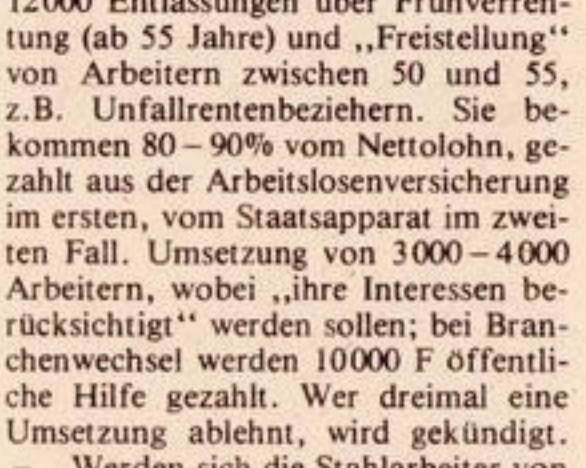 12000 Entlassungen über Frühverren-
tung (ab 55 Jahre) und „Freistellung“
von Arbeitern zwischen 50 und 55,
z.B. Unfallrentenbeziehern. Sie be-
kommen 80–90% vom Nettolohn, ge-
zahlt aus der Arbeitslosenversicherung
im ersten, vom Staatsapparat im zwei-
ten Fall. Umsetzung von 3000–4000
Arbeitern, wobei „ihre Interessen be-
rücksichtigt“ werden sollen; bei Bran-
chenwechsel werden 10000 F öffentli-
che Hilfe gezahlt. Wer dreimal eine
Umsetzung ablehnt, wird gekündigt.
– Werden sich die Stahlarbeiter von